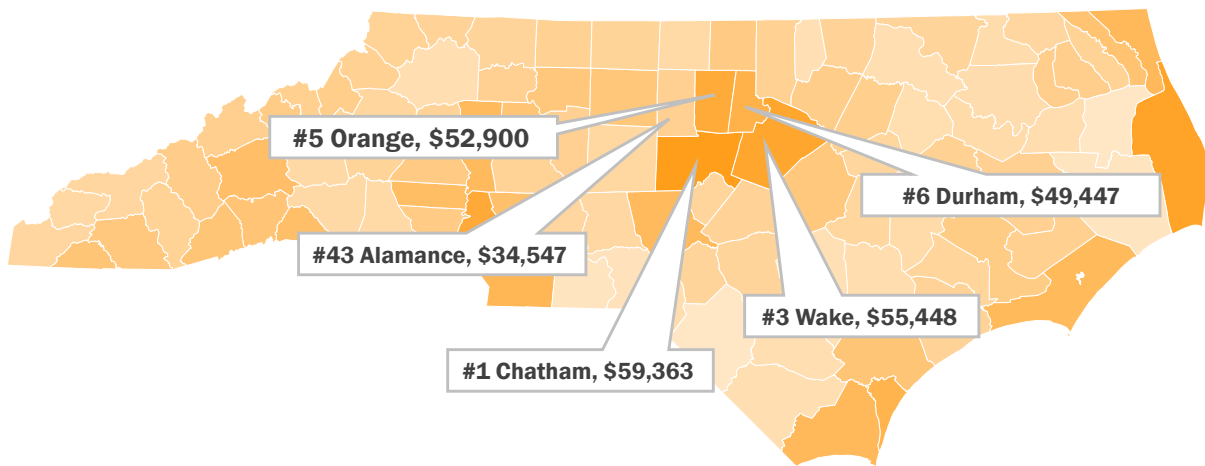 #5 Orange, $52,900
#6 Durham, $49,447
#43 Alamance, $34,547
#3 Wake, $55,448
#1 Chatham, $59,363